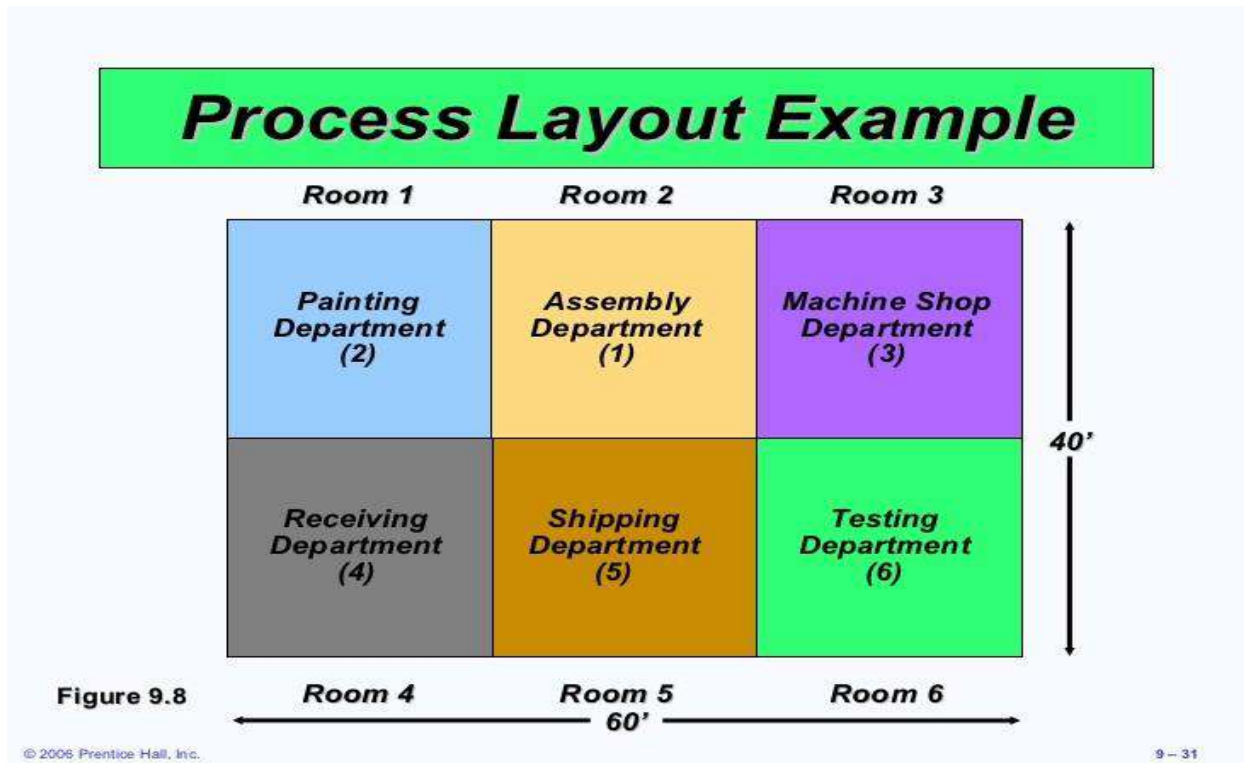 Process Layout Example
Room 1
Room 2
Room 3
Painting
Department
(2)
Assembly
Department
(1)
Machine Shop
Department
(3)
40’
Receiving
Department
(4)
Shipping
Department
(5)
Testing
Department
(6)
Figure 9.8
Room 4
Room 5
Room 6
60’
© 2006 Prentice Hall, Inc.
9 – 31